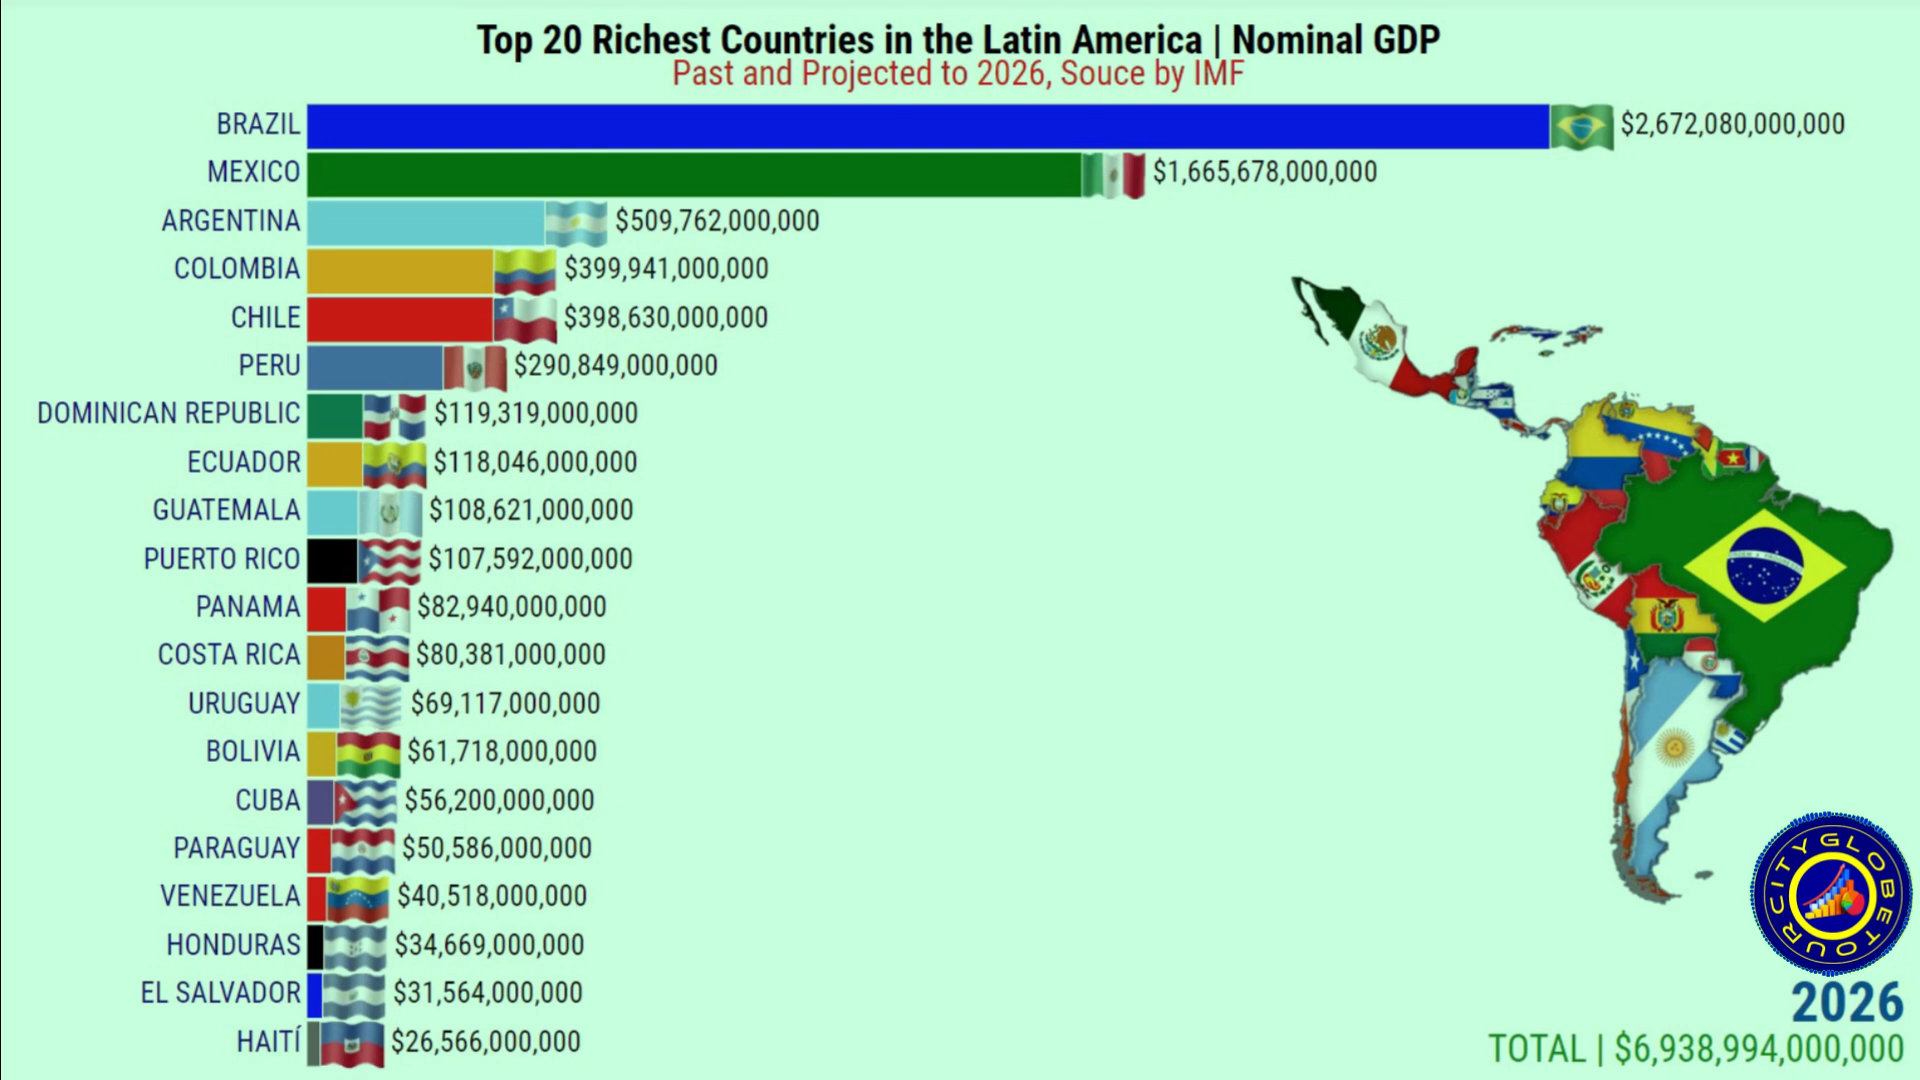 Top 20 Richest Countries in the Latin America | Nominal GDP
Past and Projected to 2026, Souce by IMF
BRAZIL $2,672,080,000,000
MEXICO $1,665,678,000,000
ARGENTINA $509,762,000,000
COLOMBIA $399,941,000,000
CHILE $398,630,000,000
PERU $290,849,000,000
DOMINICAN REPUBLIC $119,319,000,000
ECUADOR $118,046,000,000
GUATEMALA $108,621,000,000
PUERTO RICO $107,592,000,000
PANAMA $82,940,000,000
COSTA RICA $80,381,000,000
URUGUAY $69,117,000,000
BOLIVIA $61,718,000,000
CUBA $56,200,000,000
PARAGUAY $50,586,000,000
VENEZUELA $40,518,000,000
HONDURAS $34,669,000,000
EL SALVADOR $31,564,000,000
HAITÍ $26,566,000,000
CITYGLOBETOUR
2026
TOTAL | $6,938,994,000,000